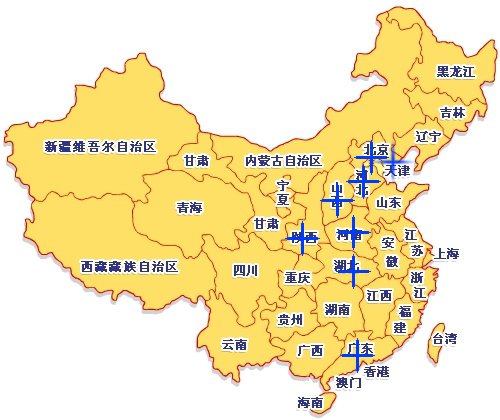 黑龙江
吉林
辽宁
北京
天津
新疆维吾尔自治区
甘肃
内蒙古自治区
河北
宁夏
山西
山东
青海
甘肃
陕西
河南
江苏
安徽
上海
西藏藏族自治区
四川
重庆
湖北
浙江
江西
湖南
贵州
福建
云南
广西
广东
台湾
香港
澳门
海南